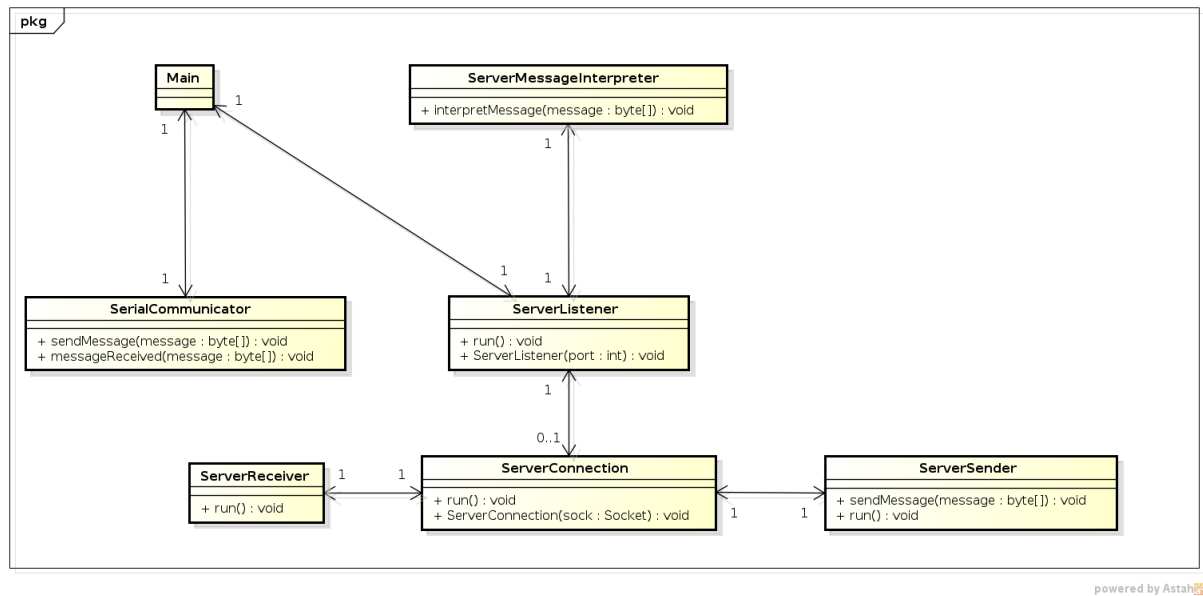 pkg
Main
ServerMessageInterpreter
+ interpretMessage(message : byte[]) : void
1
1
1
1
1
1
SerialCommunicator
+ sendMessage(message : byte[]) : void
+ messageReceived(message : byte[]) : void
ServerListener
+ run() : void
+ ServerListener(port : int) : void
1
0..1
ServerReceiver
+ run() : void
1
1
ServerConnection
+ run() : void
+ ServerConnection(sock : Socket) : void
1
1
ServerSender
+ sendMessage(message : byte[]) : void
+ run() : void
powered by Astah